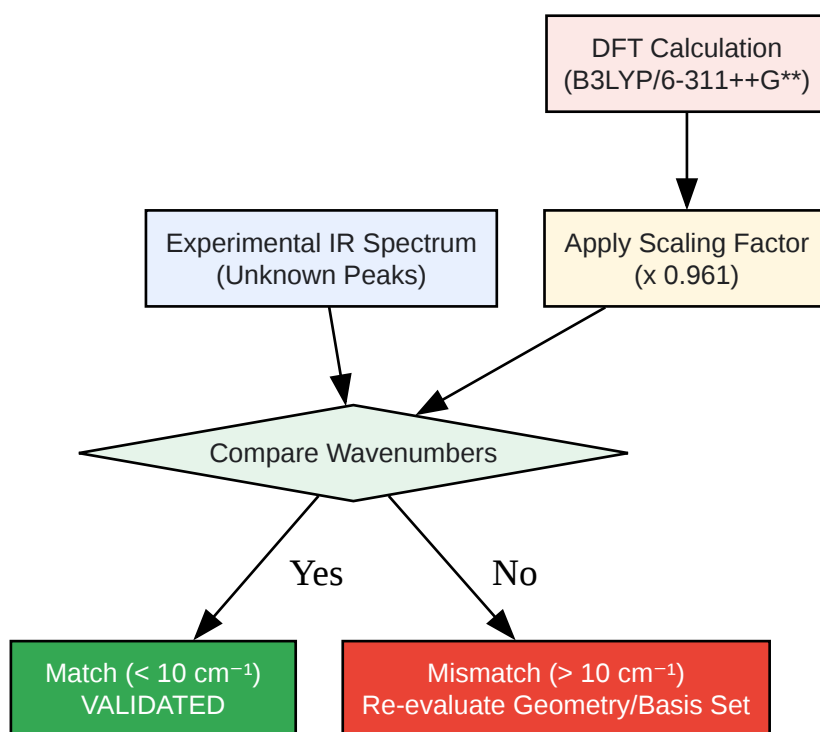 DFT Calculation
(B3LYP/6-311++G**)
Experimental IR Spectrum
(Unknown Peaks)
Apply Scaling Factor
(x 0.961)
Compare Wavenumbers
Yes
No
Match (< 10 cm⁻¹)
VALIDATED
Mismatch (> 10 cm⁻¹)
Re-evaluate Geometry/Basis Set